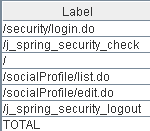 Label
/security/login.do
/j_spring_security_check
/
/socialProfile/list.do
/socialProfile/edit.do
/j_spring_security_logout
TOTAL